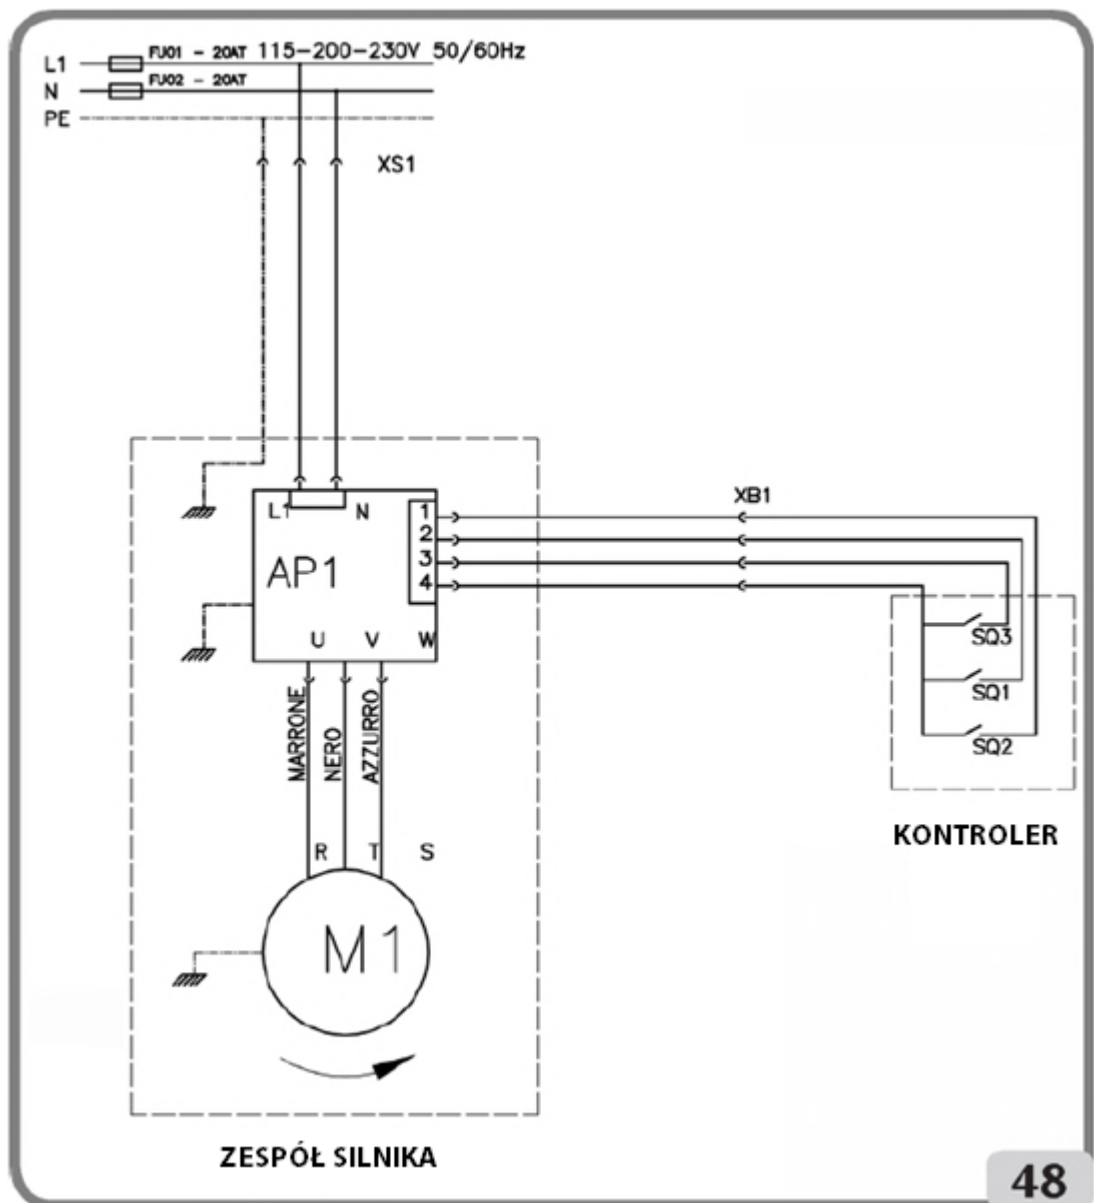 L1 FU01 - 20AT 115-200-230V 50/60Hz
N FU02 - 20AT
PE
XS1
XB1
L1 N 1
2
3
4
AP1
U V W
SQ3
SQ1
SQ2
MARRONE
NERO
AZZURRO
KONTROLER
R T S
M1
ZESPÓŁ SILNIKA
48